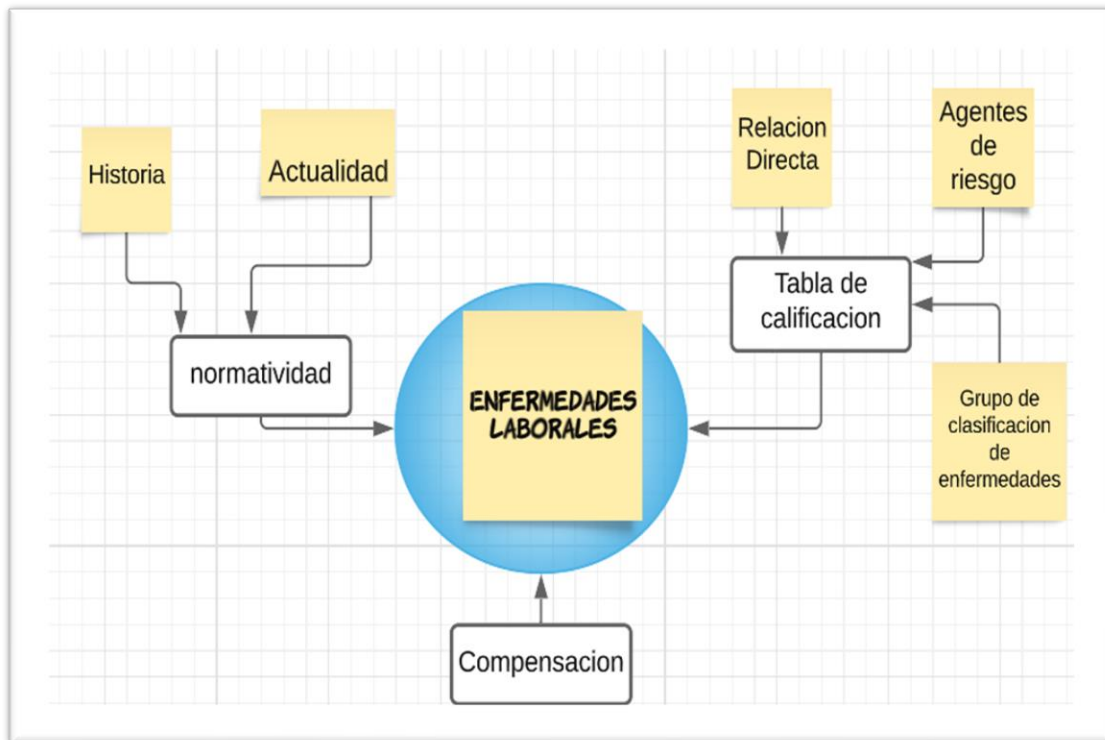 Historia
Actualidad
Relacion
Directa
Agentes
de
riesgo
normatividad
Tabla de
calificacion
ENFERMEDADES
LABORALES
Grupo de
clasificacion
de
enfermedades
Compensacion